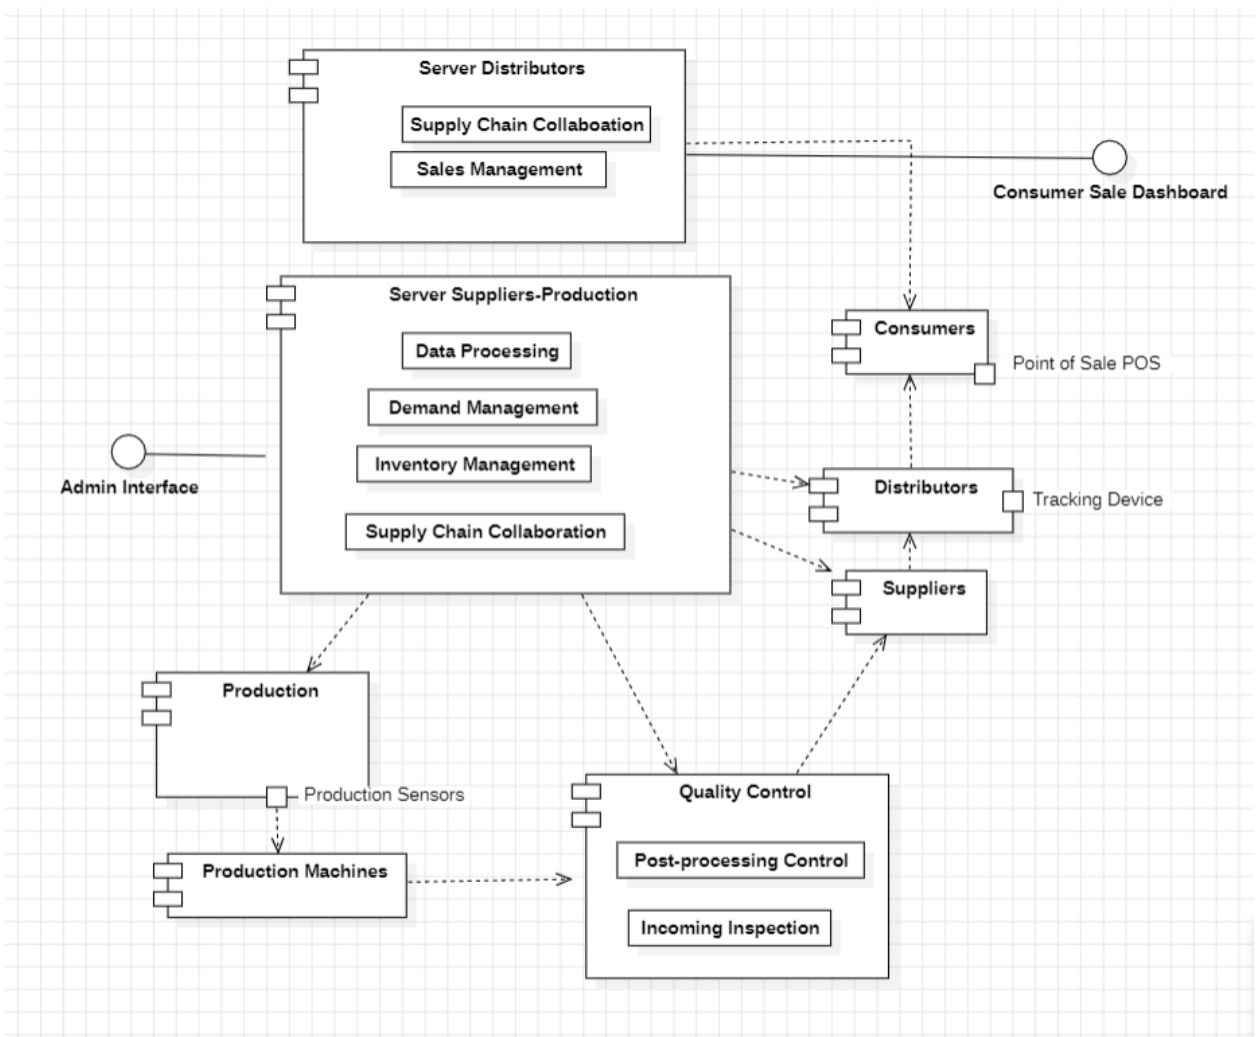 Server Distributors
Supply Chain Collaboation
Sales Management
Consumer Sale Dashboard
Server Suppliers-Production
Data Processing
Demand Management
Inventory Management
Supply Chain Collaboration
Admin Interface
Consumers
Point of Sale POS
Distributors
Tracking Device
Suppliers
Production
Production Sensors
Production Machines
Quality Control
Post-processing Control
Incoming Inspection